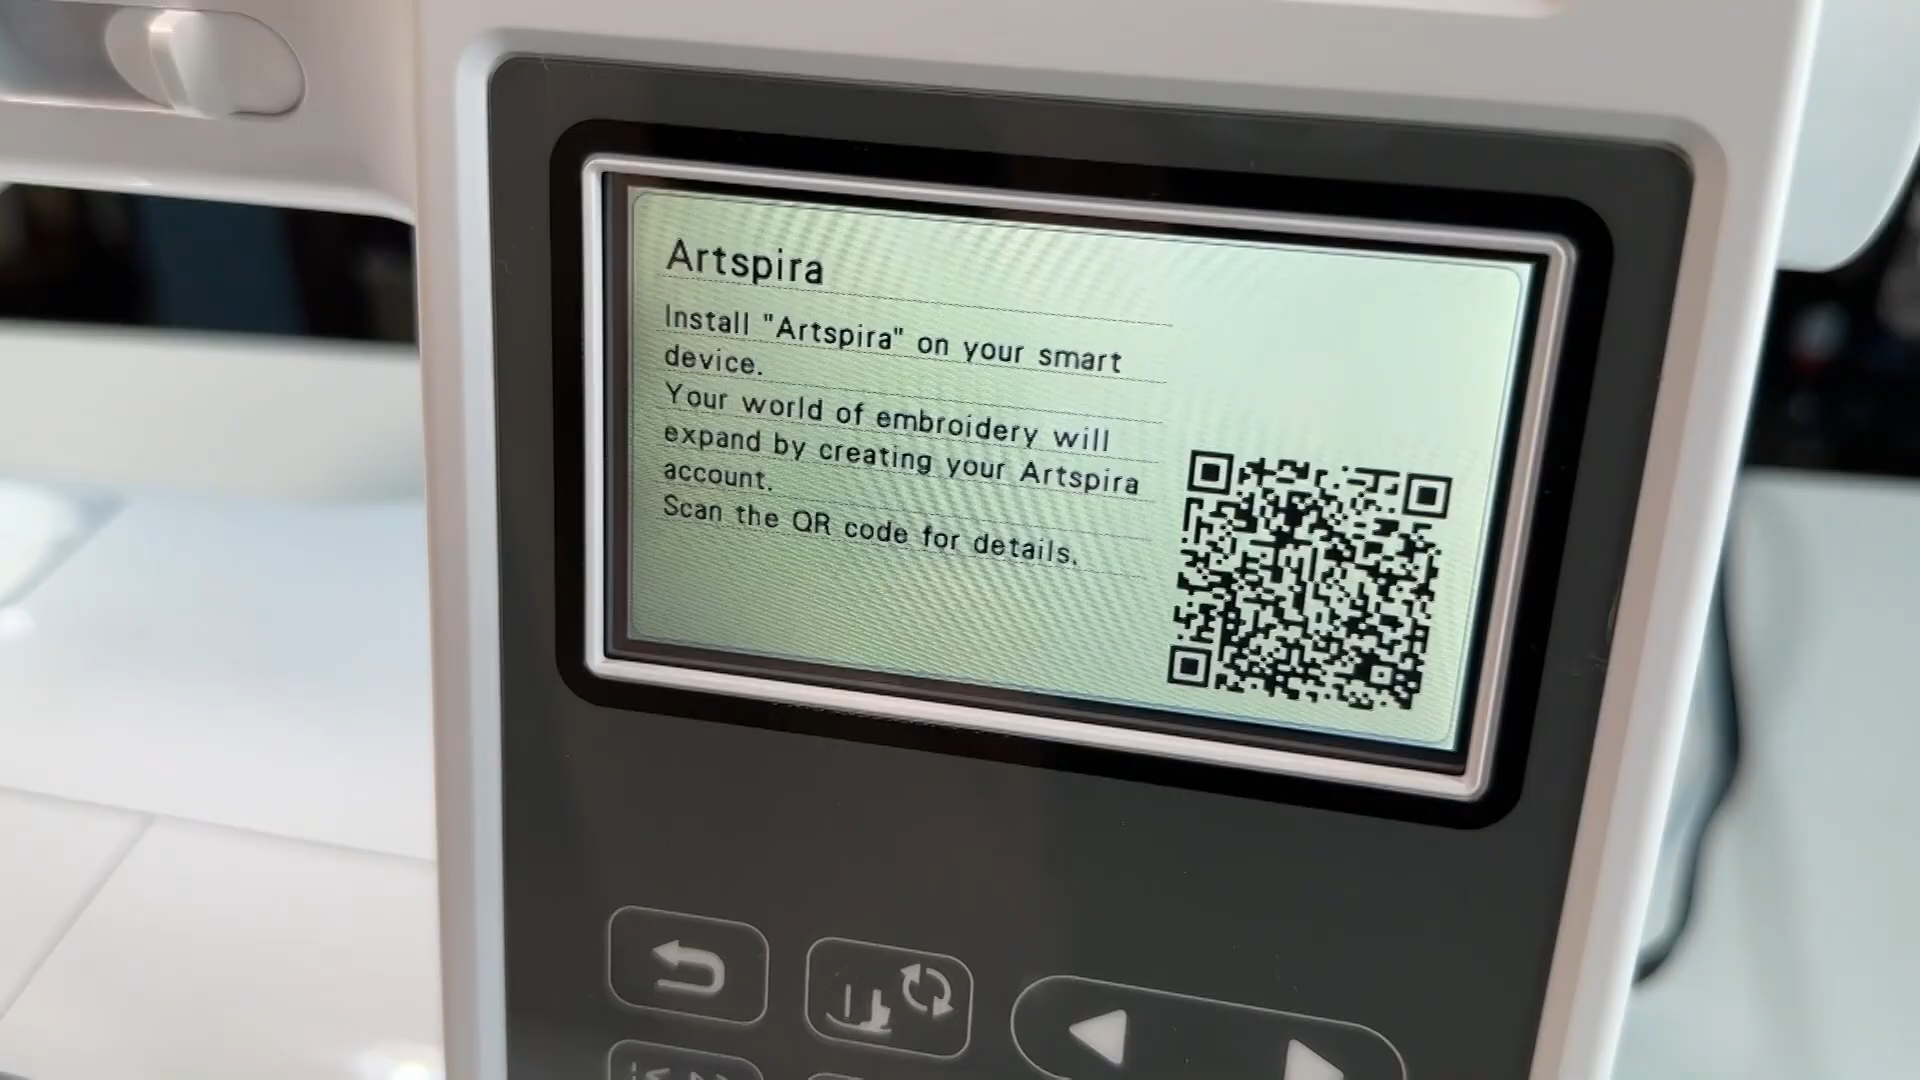 Artspira
Install "Artspira" on your smart
device.
Your world of embroidery will
expand by creating your Artspira
account.
Scan the QR code for details.